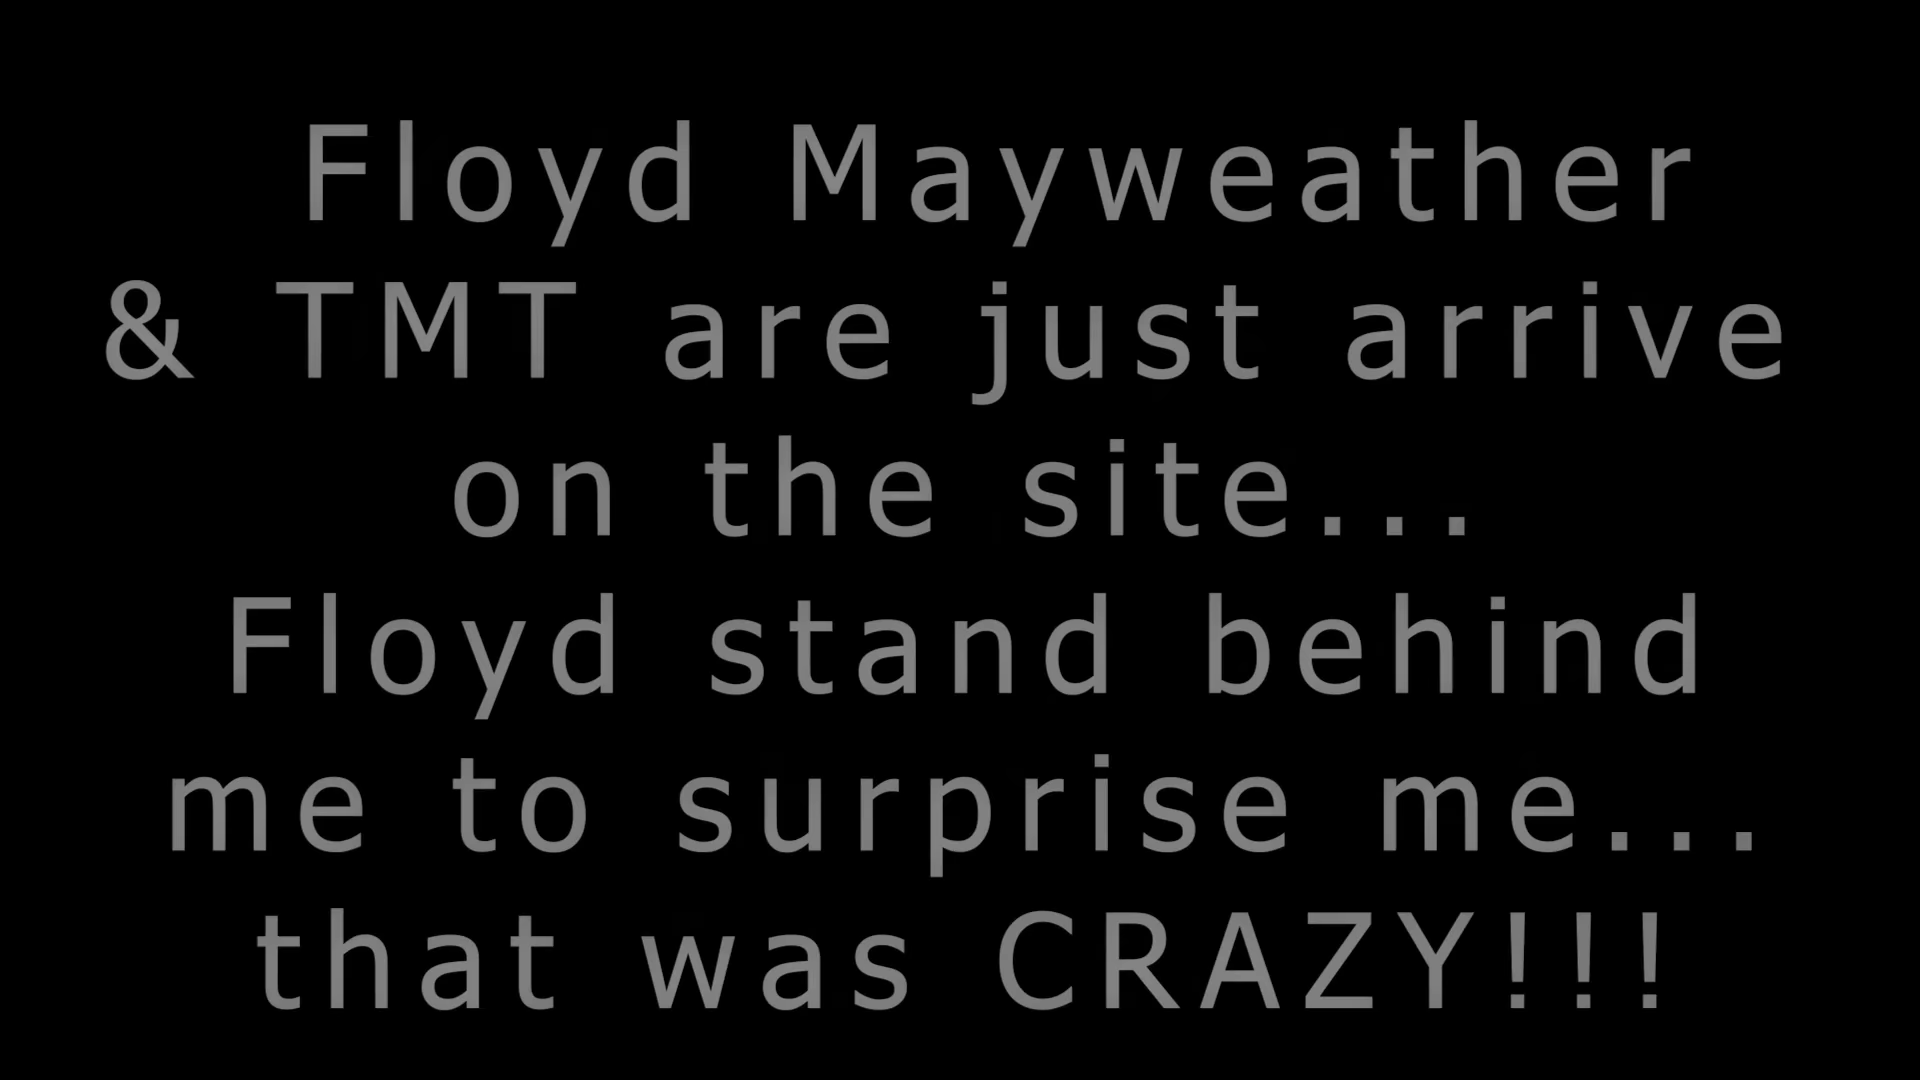 Floyd Mayweather
& TMT are just arrive
on the site...
Floyd stand behind
me to surprise me...
that was CRAZY!!!